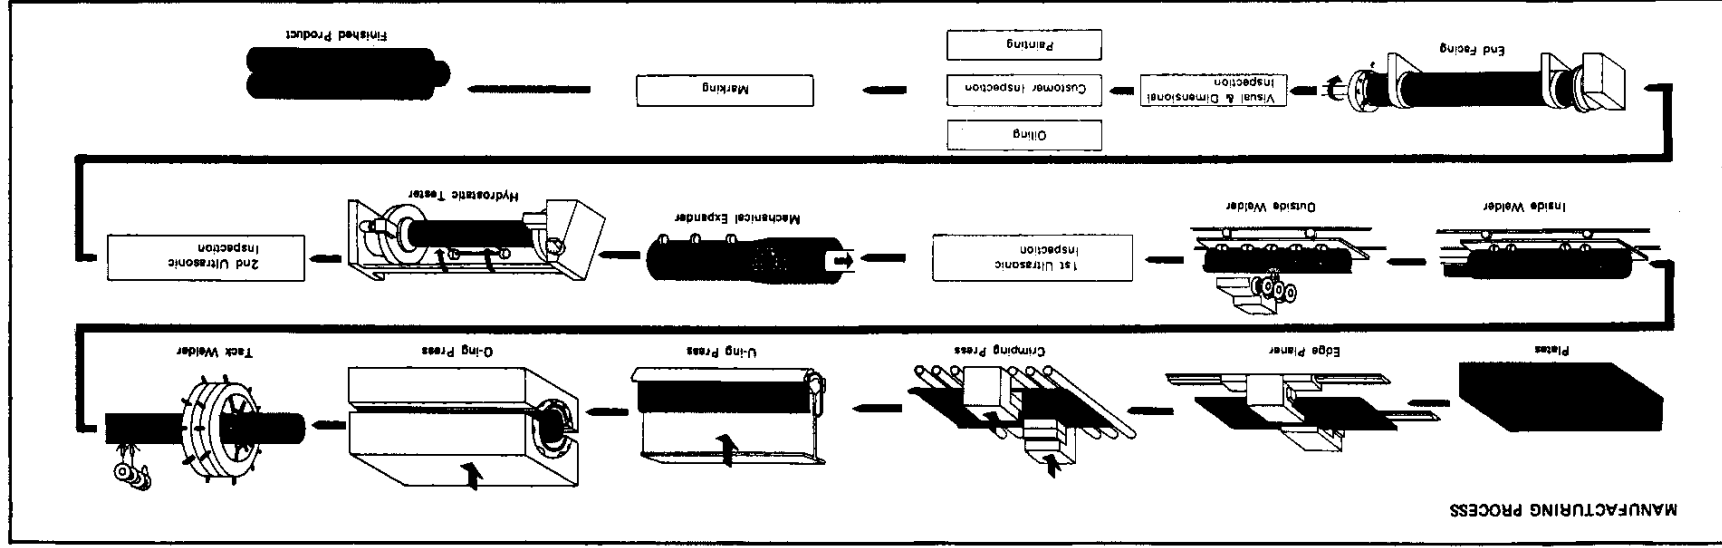 MANUFACTURING PROCESS
Plates
Edge Planer
Crimping Press
U-ing Press
O-ing Press
Tack Welder
Inside Welder
Outside Welder
1st Ultrasonic
Inspection
Mechanical Expander
Hydrostatic Tester
2nd Ultrasonic
Inspection
End Facing
Visual & Dimensional
Inspection
Oiling
Customer Inspection
Painting
Marking
Finished Product